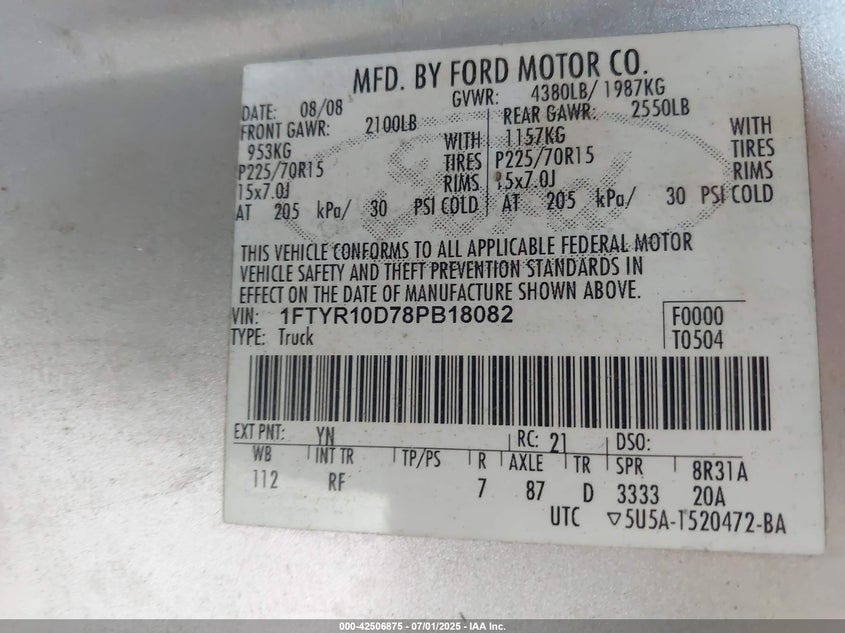 MFD. BY FORD MOTOR CO.
DATE: 08/08 GVWR: 4380LB/ 1987KG
FRONT GAWR: 2100LB REAR GAWR: 2550LB
953KG WITH 1157KG WITH
P225/70R15 TIRES P225/70R15 TIRES
15x7.0J RIMS 15x7.0J RIMS
AT 205 kPa/ 30 PSI COLD AT 205 kPa/ 30 PSI COLD
THIS VEHICLE CONFORMS TO ALL APPLICABLE FEDERAL MOTOR
VEHICLE SAFETY AND THEFT PREVENTION STANDARDS IN
EFFECT ON THE DATE OF MANUFACTURE SHOWN ABOVE.
VIN: 1FTYR10D78PB18082 F0000
TYPE: Truck T0504
EXT PNT: YN RC: 21 DSO:
WB INT TR TP/PS R AXLE TR SPR 8R31A
112 RF 7 87 D 3333 20A
UTC ▽5U5A-1520472-BA
000-42506875 - 07/01/2025 - IAA Inc.